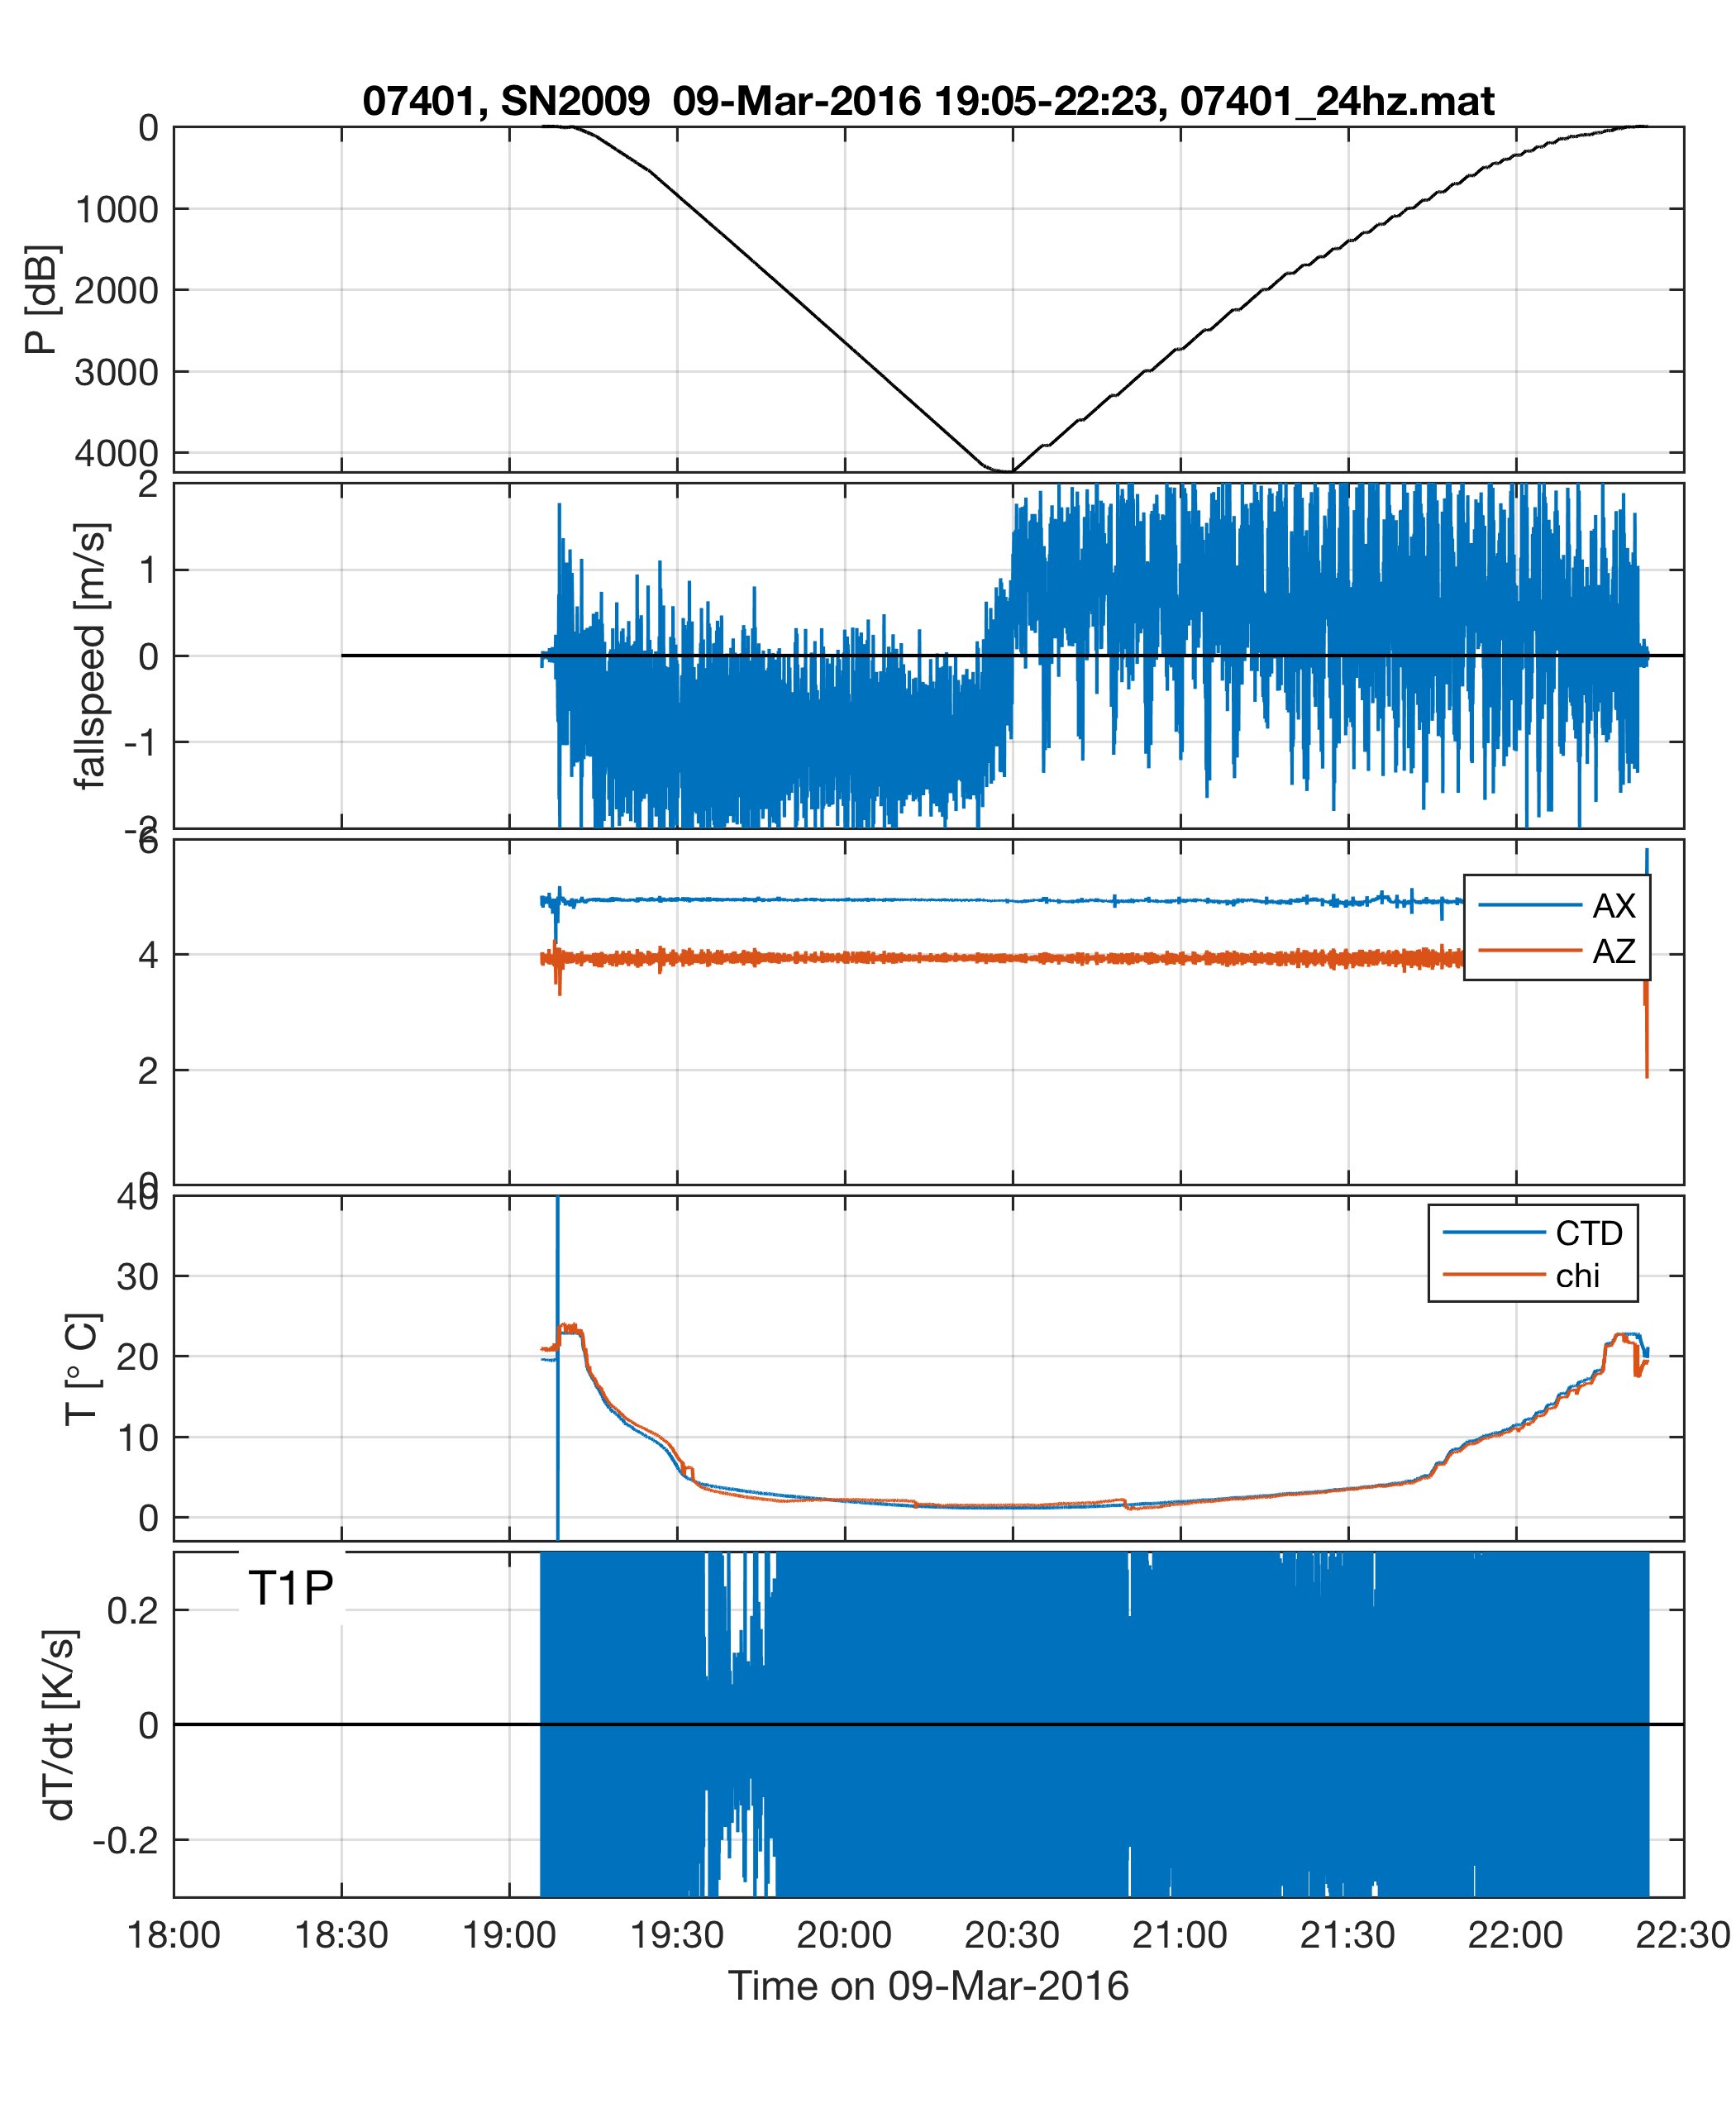 07401, SN2009  09-Mar-2016 19:05-22:23, 07401_24hz.mat
0
1000
2000
3000
4000
P [dB]
2
1
0
-1
-2
fallspeed [m/s]
6
4
2
0
AX
AZ
40
30
20
10
0
T [° C]
CTD
chi
T1P
0.2
0
-0.2
dT/dt [K/s]
18:00 18:30 19:00 19:30 20:00 20:30 21:00 21:30 22:00 22:30
Time on 09-Mar-2016